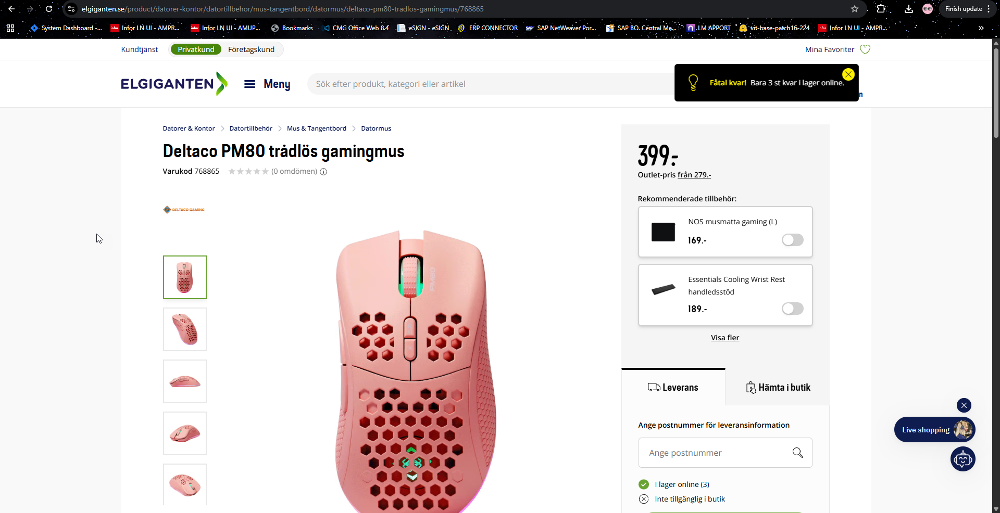 elgiganten.se/product/datorer-kontor/datortillbehor/mus-tangentbord/datormus/deltaco-pm80-tradlos-gamingmus/768865
Finish update
System Dashboard -...
infor Infor LN UI - AMPR...
infor Infor LN UI - AMUP...
Bookmarks
CMG Office Web 8.4
eSIGN - eSIGN
ERP CONNECTOR
SAP SAP NetWeaver Por...
SAP BO. Central Ma...
LM APPORT
vit-base-patch16-224
infor Infor LN UI - AMPR...
Kundtjänst
Privatkund
Företagskund
Mina Favoriter
ELGIGANTEN
Meny
Sök efter produkt, kategori eller artikel
Fåtal kvar! Bara 3 st kvar i lager online.
n
Datorer & Kontor
Datortillbehör
Mus & Tangentbord
Datormus
Deltaco PM80 trådlös gamingmus
Varukod 768865
(0 omdömen)
DELTACO GAMING
PM80
399:-
Outlet-pris från 279.-
Rekommenderade tillbehör:
NOS musmatta gaming (L)
169.-
Essentials Cooling Wrist Rest
handledsstöd
189.-
Visa fler
Leverans
Hämta i butik
Ange postnummer för leveransinformation
Ange postnummer
I lager online (3)
Inte tillgänglig i butik
Live shopping